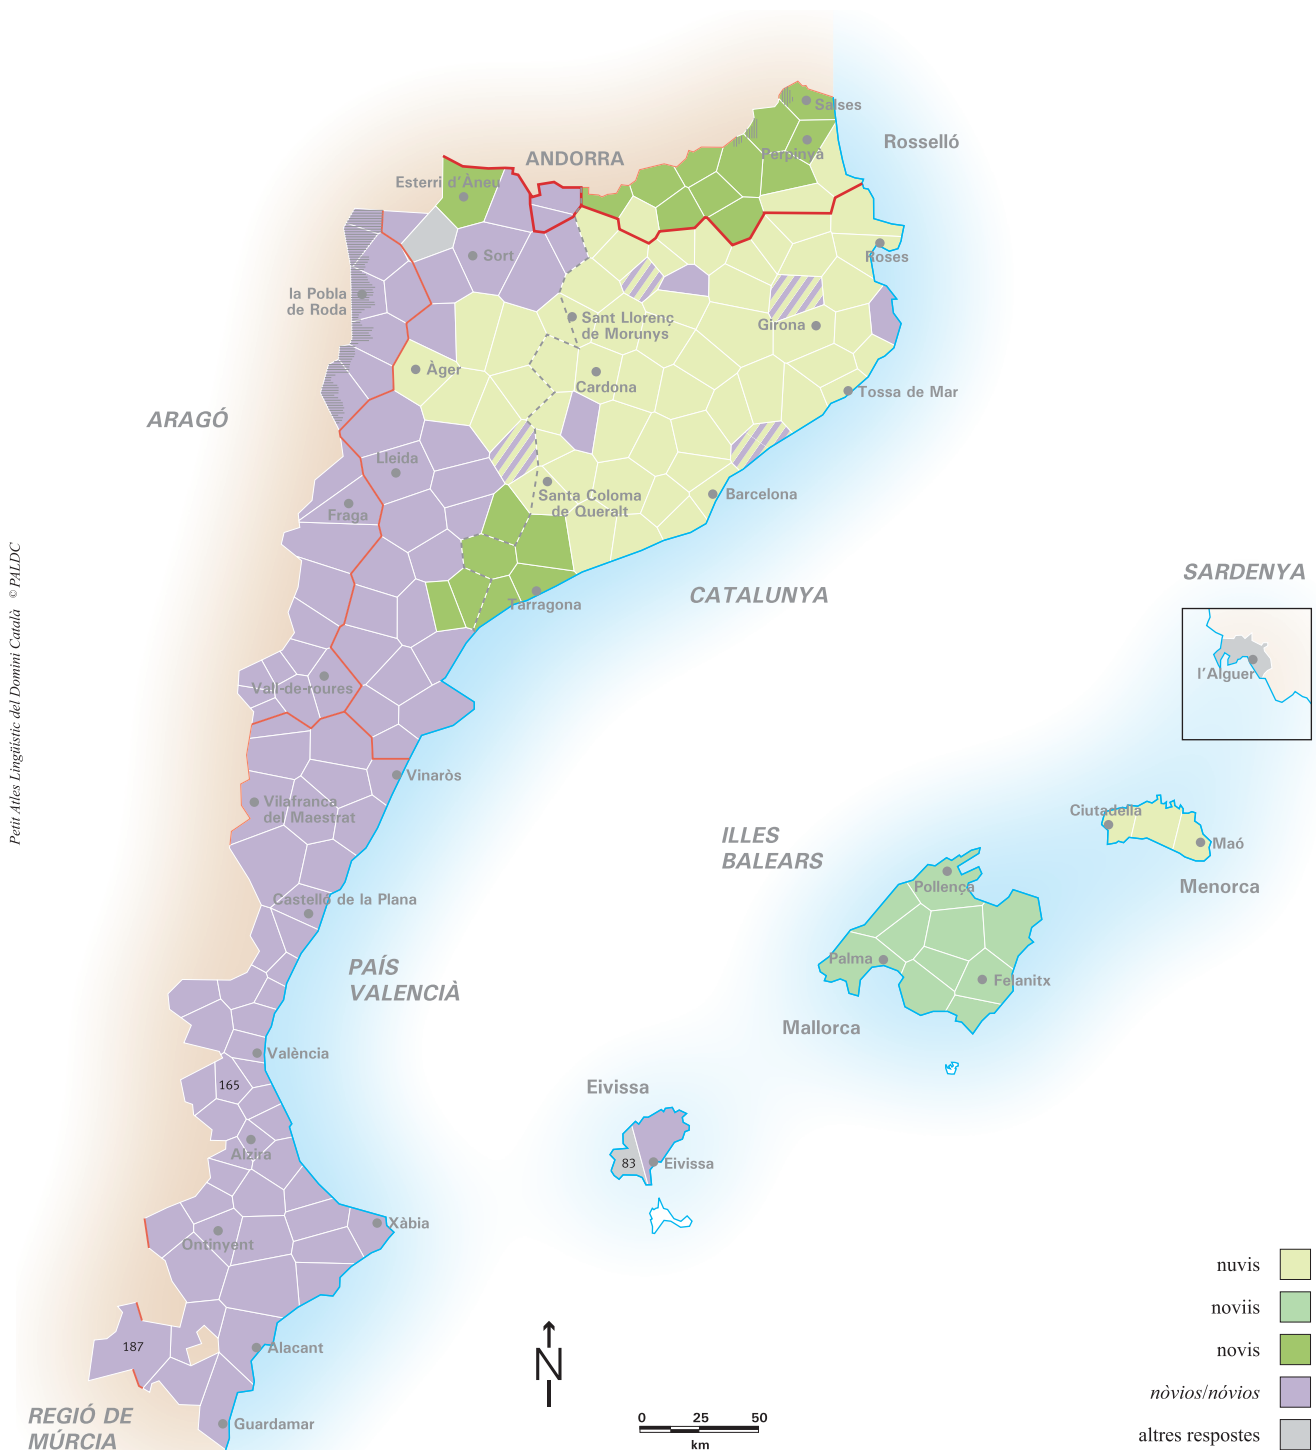 Salses
Rosselló
Perpinyà
ANDORRA
Esterri d'Àneu
Roses
Sort
la Pobla
de Roda
Sant Llorenç
de Morunys
Girona
Àger
Cardona
Tossa de Mar
ARAGÓ
Lleida
Santa Coloma
de Queralt
Barcelona
Fraga
Tarragona
CATALUNYA
SARDENYA
l'Alguer
Petit Atles Lingüístic del Domini Català © PALDC
Vall-de-roures
Vinaròs
Vilafranca
del Maestrat
ILLES
BALEARS
Ciutadella
Maó
Menorca
Pollença
Castelló de la Plana
Palma
Felanitx
PAÍS
VALENCIÀ
Mallorca
València
165
Eivissa
Alzira
83
Eivissa
Xàbia
Ontinyent
187
Alacant
Guardamar
REGIÓ DE
MÚRCIA
N
0 25 50
km
nuvis
noviis
novis
nòvios/nóvios
altres respostes